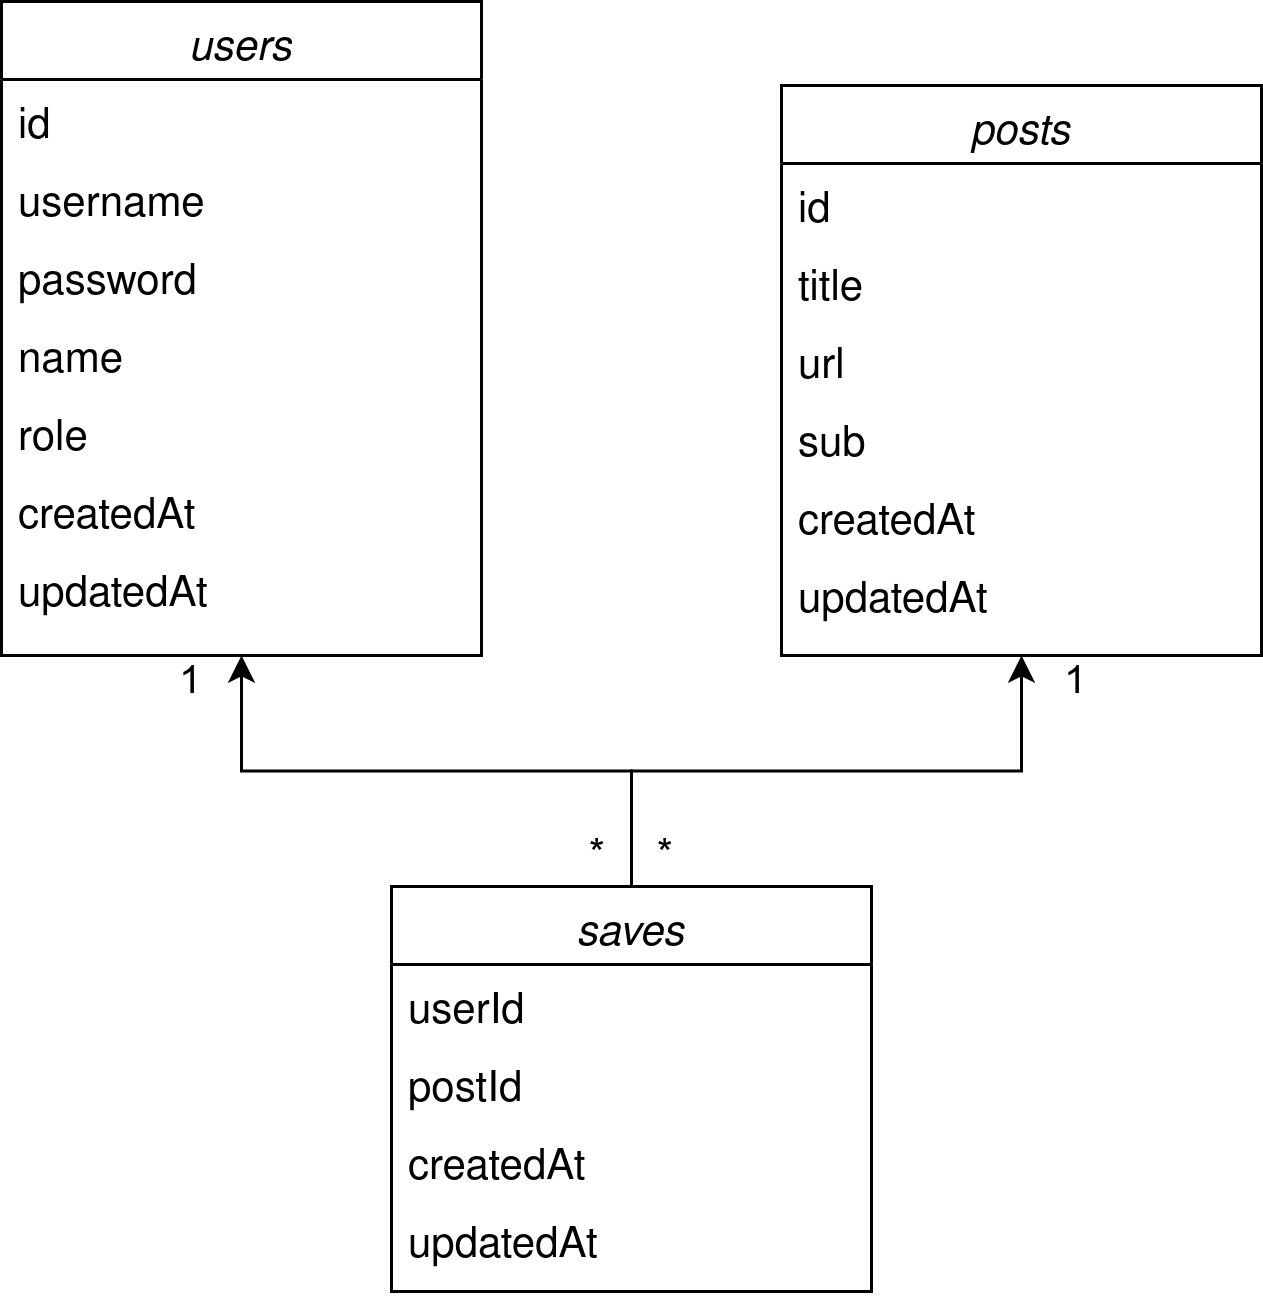 users
id
username
password
name
role
createdAt
updatedAt
posts
id
title
url
sub
createdAt
updatedAt
1
1
* *
saves
userId
postId
createdAt
updatedAt